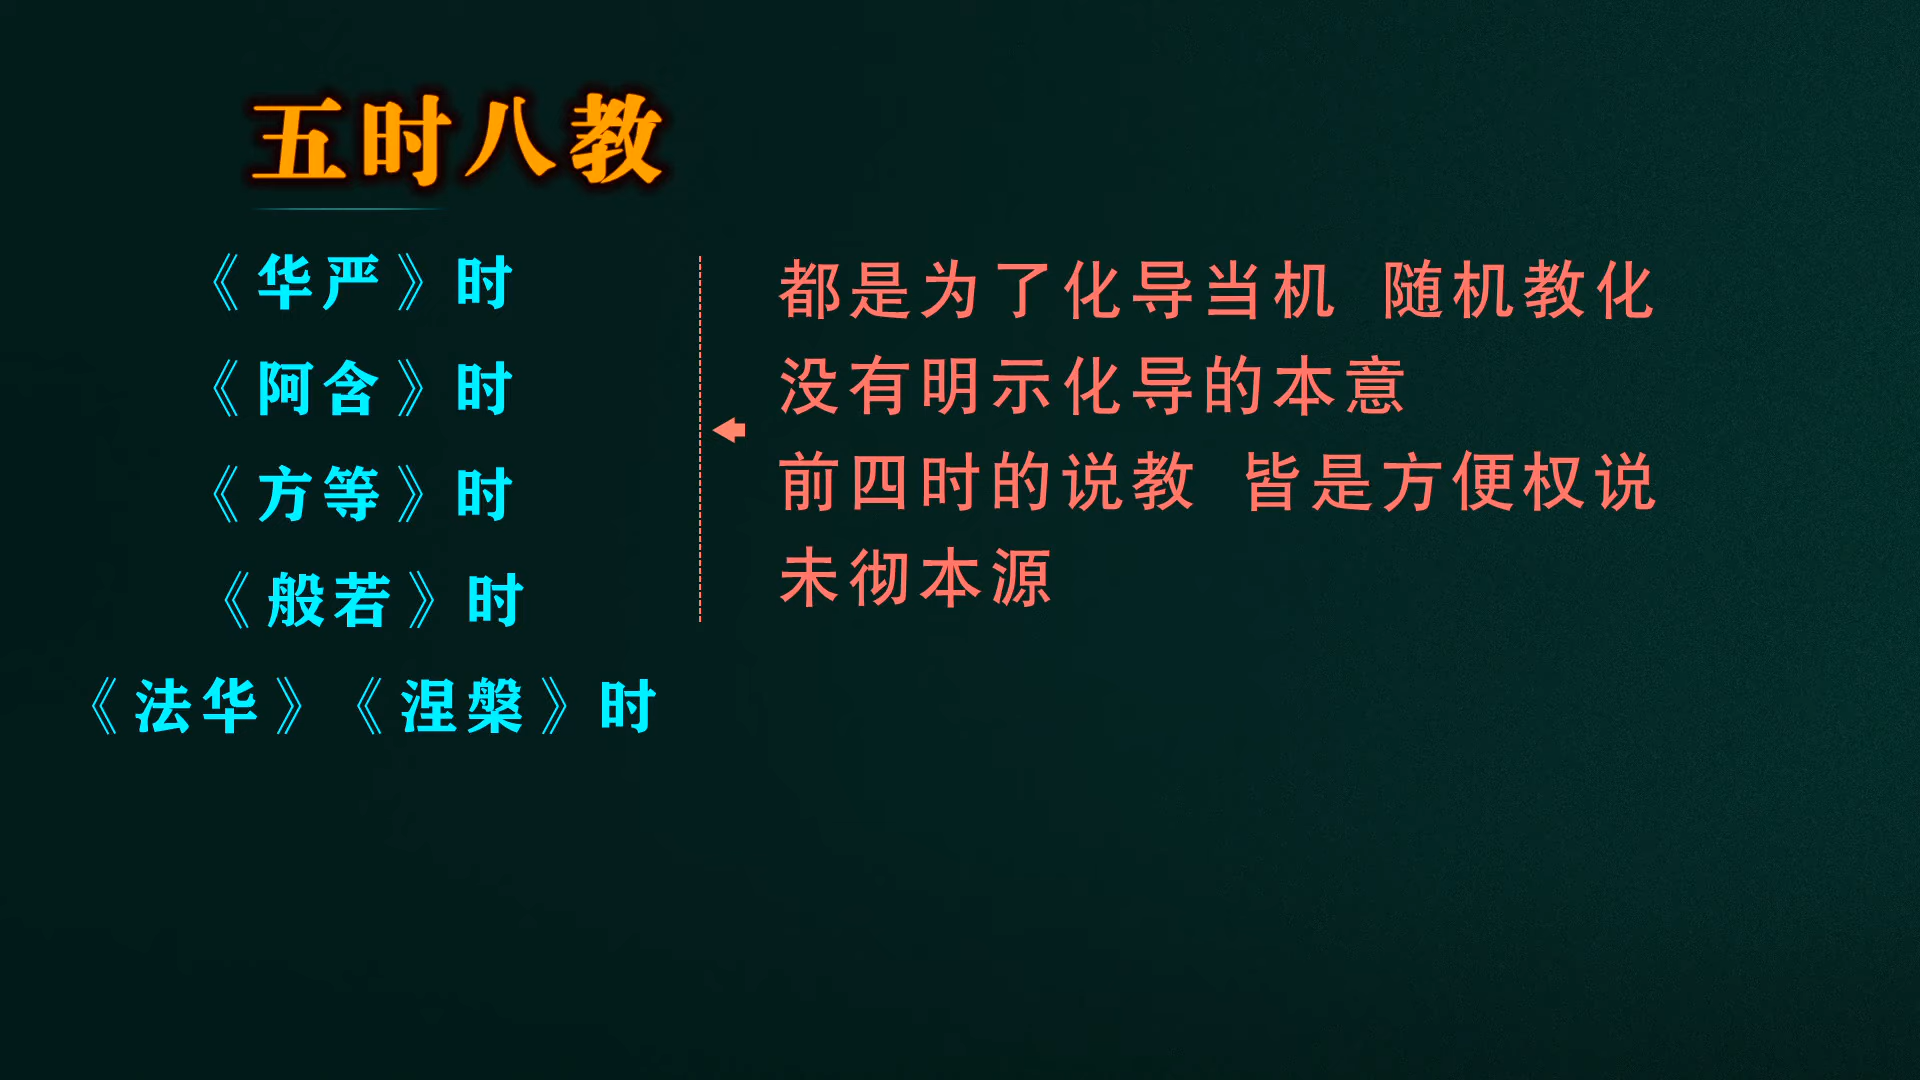 五时八教
《华严》时
《阿含》时
《方等》时
《般若》时
《法华》《涅槃》时
都是为了化导当机 随机教化
没有明示化导的本意
前四时的说教 皆是方便权说
未彻本源